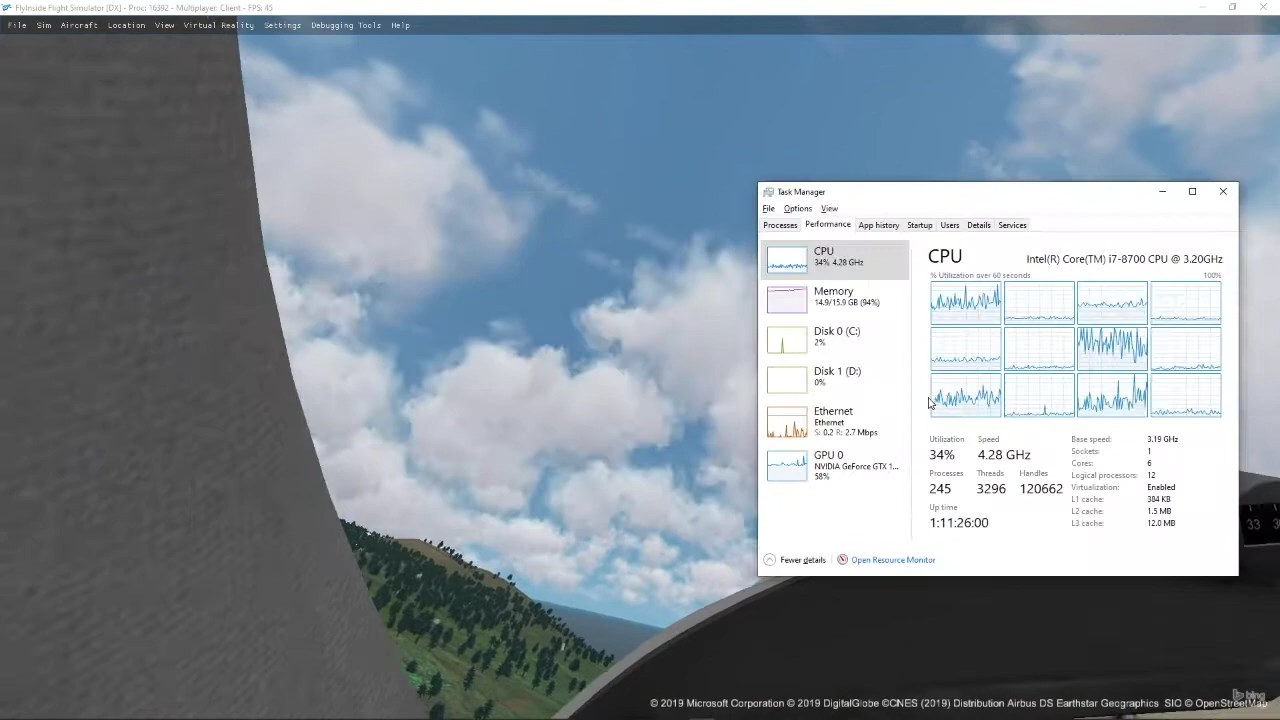 FlyInside Flight Simulator [DX] - Proc: 16392 - Multiplayer: Client - FPS: 45
File Sim Aircraft Location View Virtual Reality Settings Debugging Tools Help
Task Manager
File Options View
Processes Performance App history Startup Users Details Services
CPU
34% 4.28 GHz
Memory
14.9/15.9 GB (94%)
Disk 0 (C:)
2%
Disk 1 (D:)
0%
Ethernet
Ethernet
S: 0.2 R: 2.7 Mbps
GPU 0
NVIDIA GeForce GTX 1...
58%
CPU Intel(R) Core(TM) i7-8700 CPU @ 3.20GHz
% Utilization over 60 seconds 100%
Utilization Speed
34% 4.28 GHz
Processes Threads Handles
245 3296 120662
Up time
1:11:26:00
Base speed: 3.19 GHz
Sockets: 1
Cores: 6
Logical processors: 12
Virtualization: Enabled
L1 cache: 384 KB
L2 cache: 1.5 MB
L3 cache: 12.0 MB
Fewer details Open Resource Monitor
33
bing
© 2019 Microsoft Corporation © 2019 DigitalGlobe ©CNES (2019) Distribution Airbus DS Earthstar Geographics SIO © OpenStreetMap